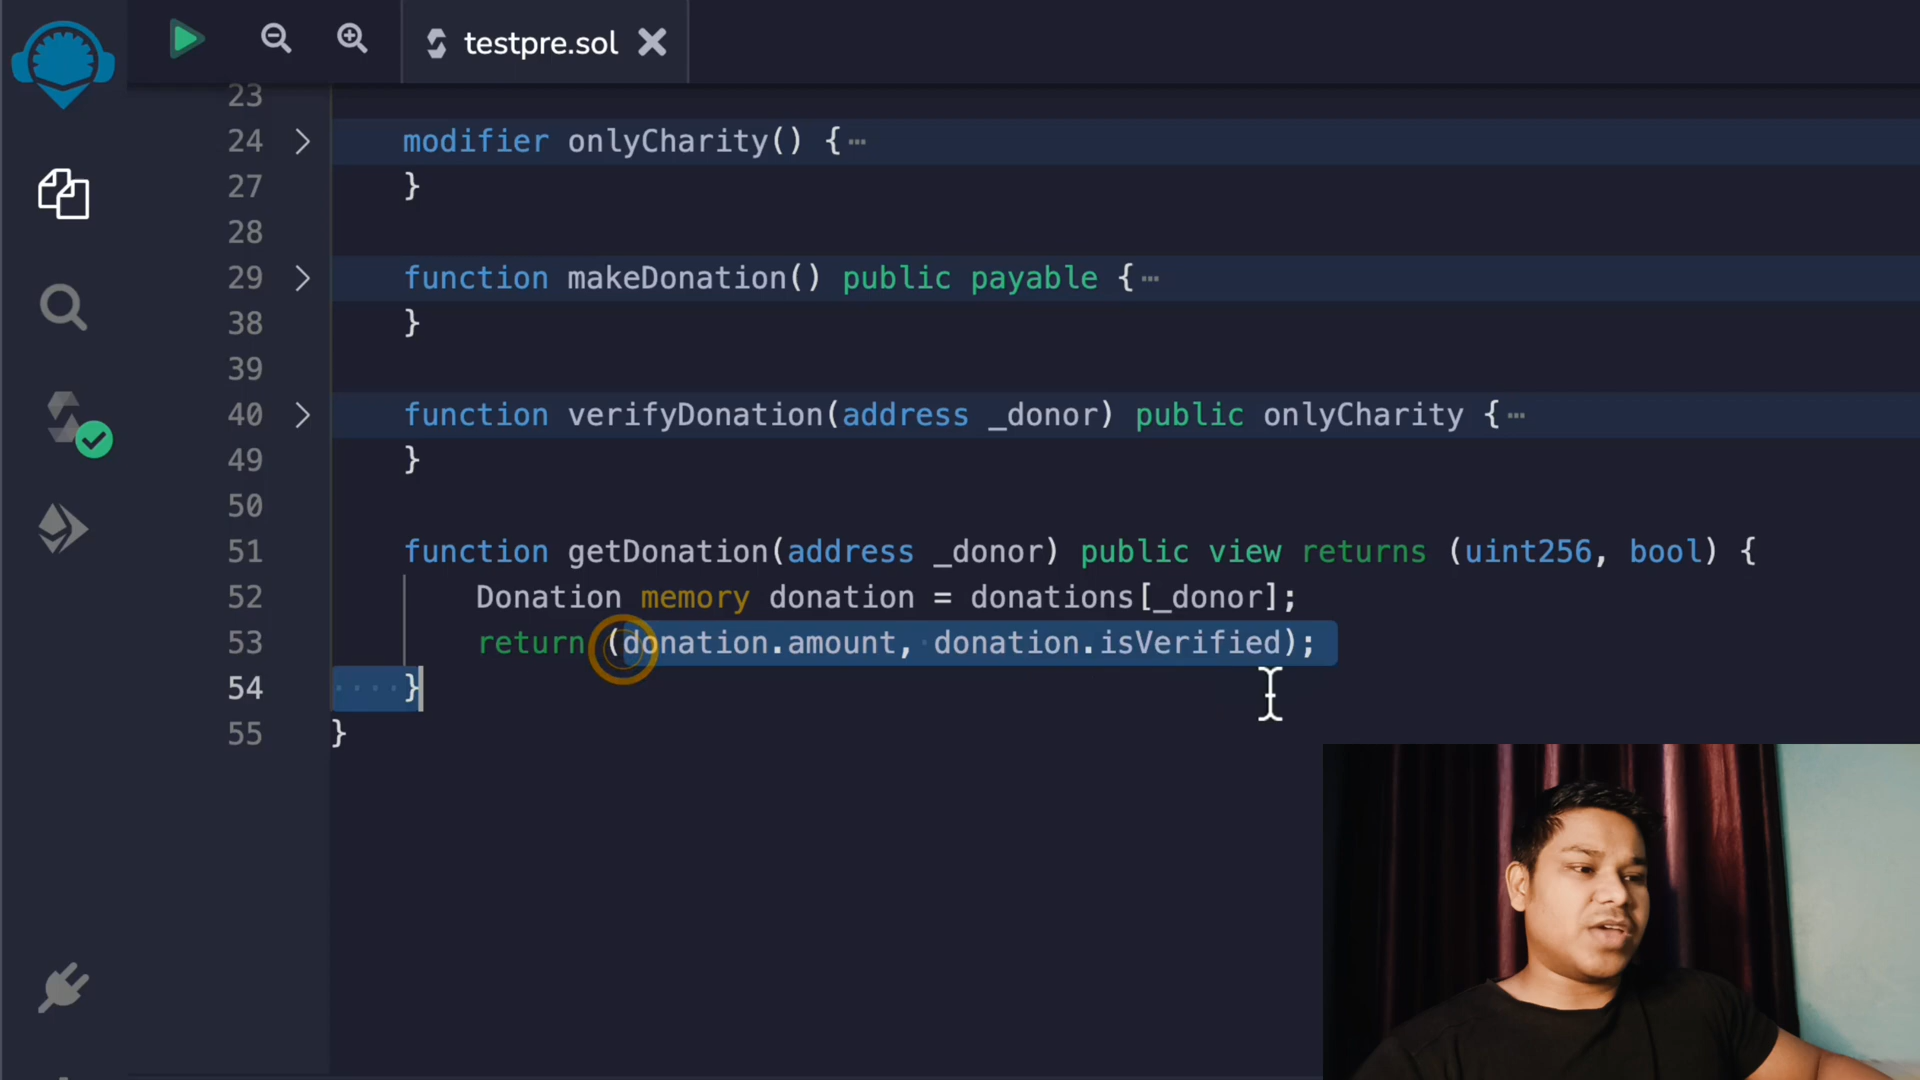 testpre.sol
23
24 modifier onlyCharity() {
27 }
28
29 function makeDonation() public payable {
38 }
39
40 function verifyDonation(address _donor) public onlyCharity {
49 }
50
51 function getDonation(address _donor) public view returns (uint256, bool) {
52 Donation memory donation = donations[_donor];
53 return (donation.amount, donation.isVerified);
54 }
55 }